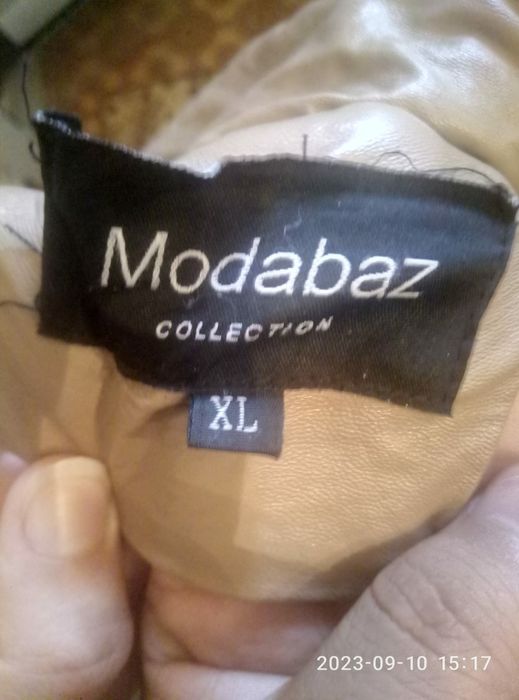 Modabaz
COLLECTION
XL
2023-09-10 15:17